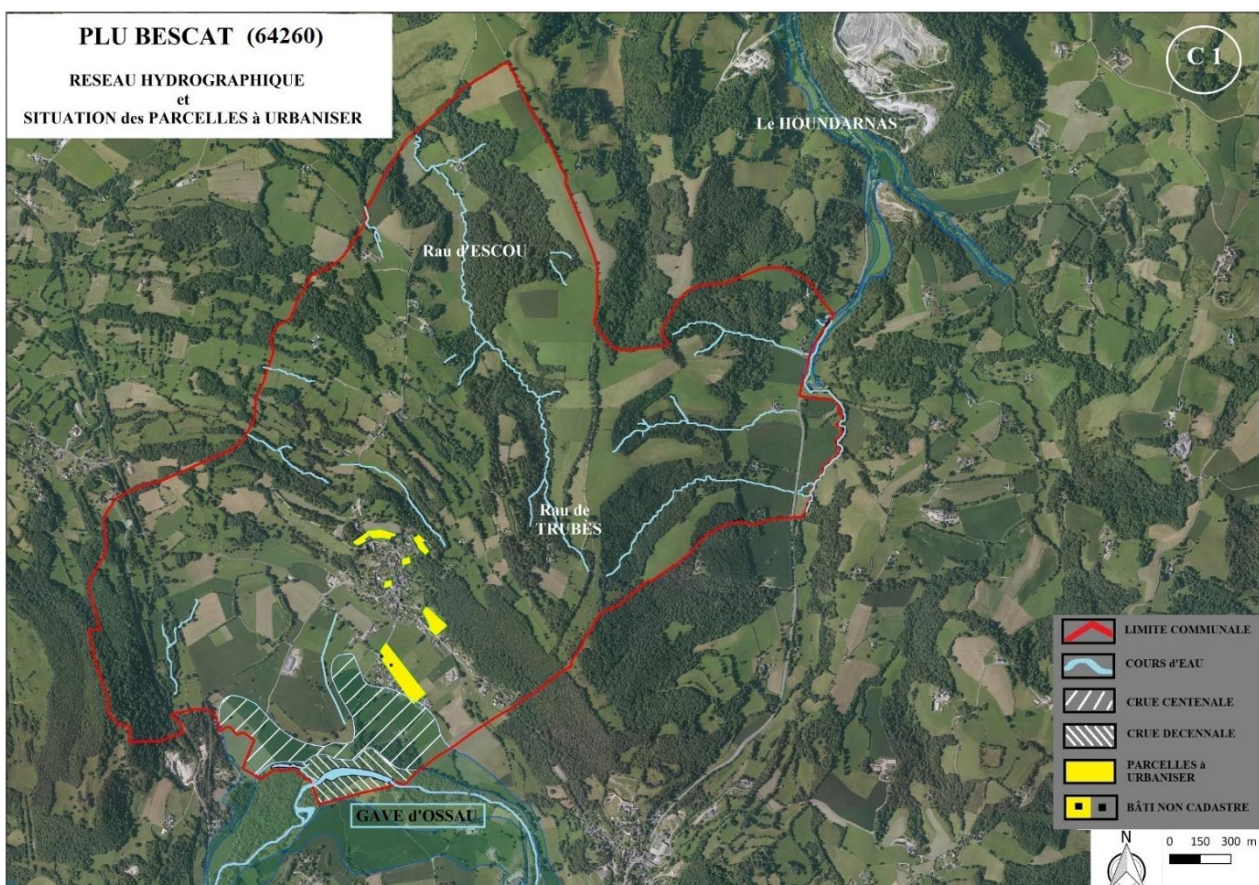 PLU BESCAT (64260)
RESEAU HYDROGRAPHIQUE
et
SITUATION des PARCELLES à URBANISER
C 1
Le HOUNDARNAS
Rau d'ESCOU
Rau de
TRUBÈS
GAVE d'OSSAU
LIMITE COMMUNALE
COURS d'EAU
CRUE CENTENALE
CRUE DECENNALE
PARCELLES à
URBANISER
BÂTI NON CADASTRE
N
0 150 300 m